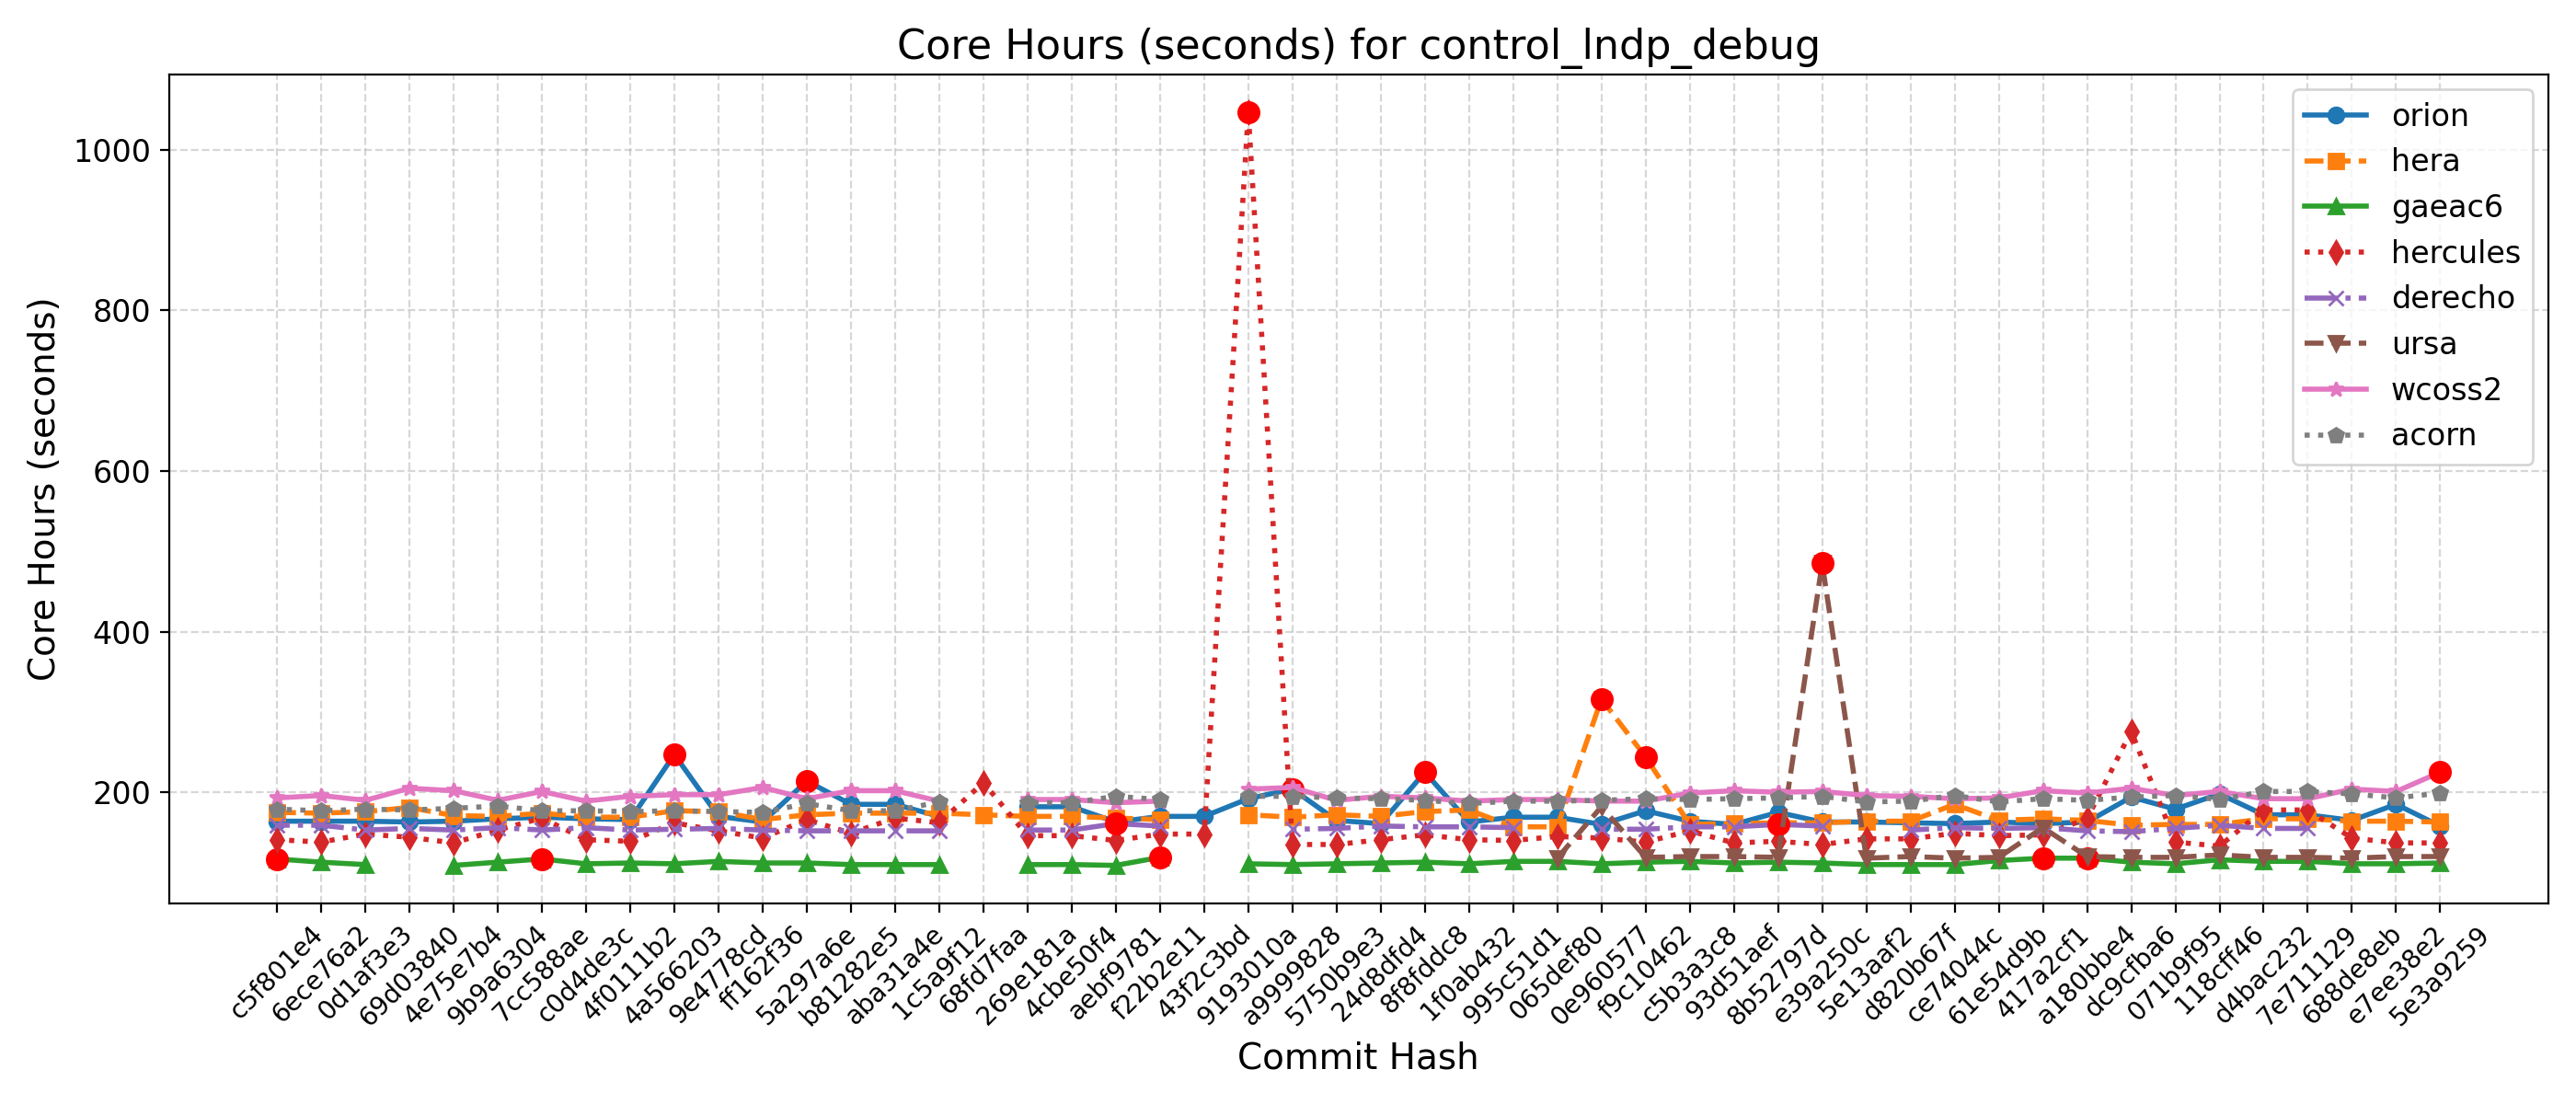 Core Hours (seconds) for control_lndp_debug
Core Hours (seconds)
1000
800
600
400
200
orion
hera
gaeac6
hercules
derecho
ursa
wcoss2
acorn
c5f801e4
6ece76a2
0d1af3e3
69d03840
4e75e7b4
9b9a6304
7cc588ae
c0d4de3c
4f0111b2
4a566203
9e4778cd
ff162f36
5a297a6e
b81282e5
aba31a4e
1c5a9f12
68fd7faa
269e181a
4cbe50f4
aebf9781
f22b2e11
43f2c3bd
9193010a
a9999828
5750b9e3
24d8dfd4
8f8fddc8
1f0ab432
995c51d1
065def80
0e960577
f9c10462
c5b3a3c8
93d51aef
8b52797d
e39a250c
5e13aaf2
d820b67f
ce74044c
61e54d9b
417a2cf1
a180bbe4
dc9cfba6
071b9f95
118cff46
d4bac232
7e711129
688de8eb
e7ee38e2
5e3a9259
Commit Hash